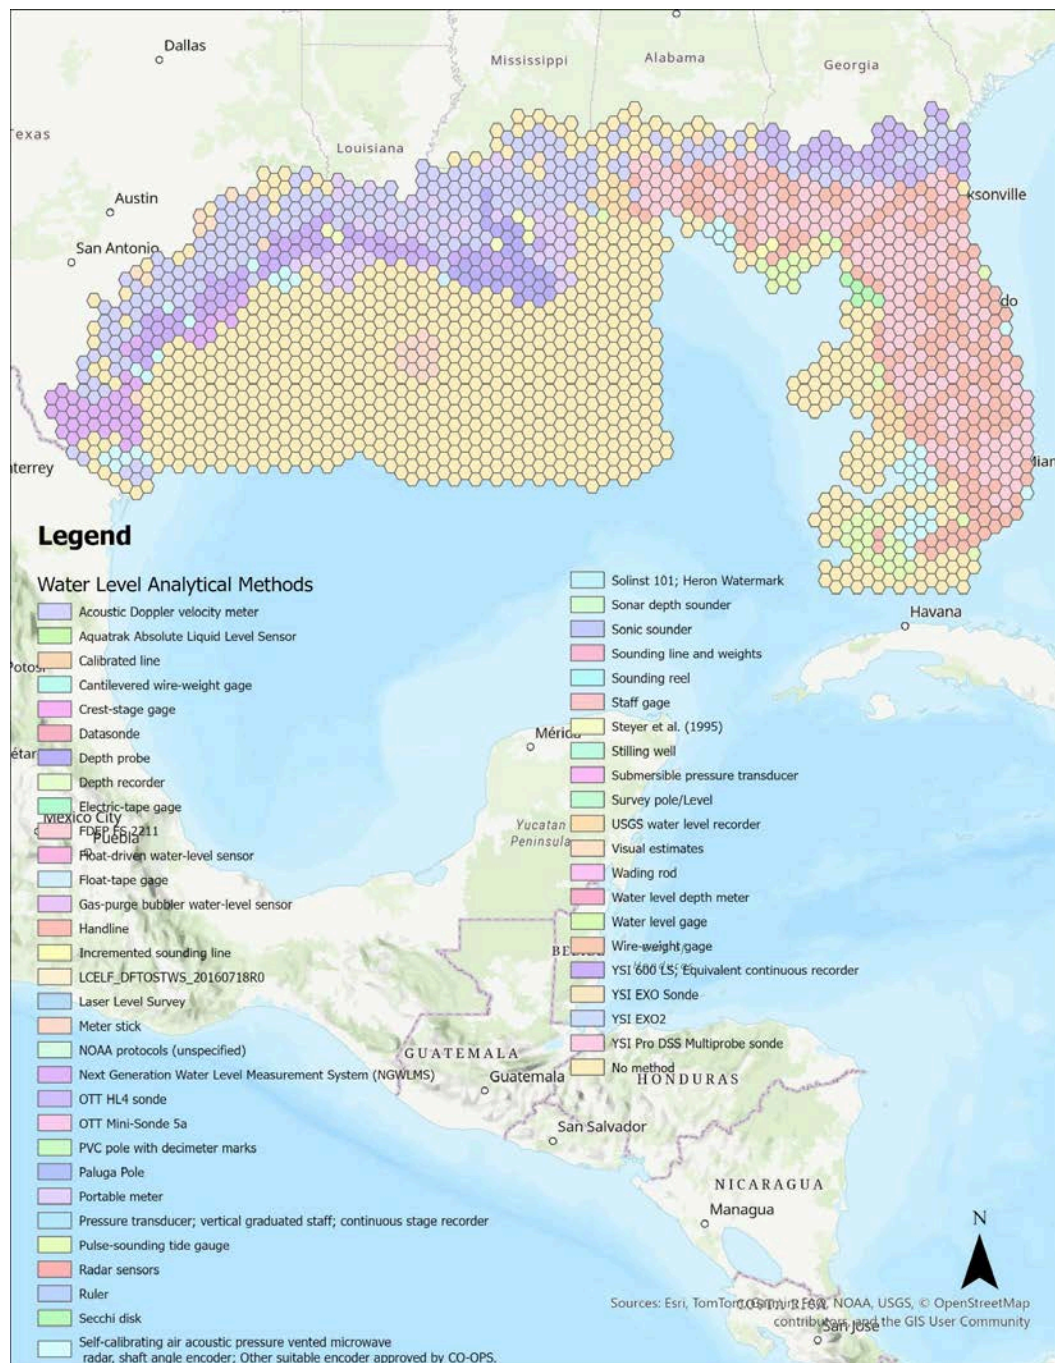 Dallas
Mississippi
Alabama
Georgia
exas
Louisiana
Austin
ksonville
San Antonio
do
nterrey
Miar
Legend
Water Level Analytical Methods
Acoustic Doppler velocity meter
Aquatrak Absolute Liquid Level Sensor
Calibrated line
Cantilevered wire-weight gage
Crest-stage gage
Datasonde
Depth probe
Depth recorder
Electric-tape gage
FDEP FS 2211
Float-driven water-level sensor
Float-tape gage
Gas-purge bubbler water-level sensor
Handline
Incremented sounding line
LCELF_DFTOSTWS_20160718R0
Laser Level Survey
Meter stick
NOAA protocols (unspecified)
Next Generation Water Level Measurement System (NGWLMS)
OTT HL4 sonde
OTT Mini-Sonde 5a
PVC pole with decimeter marks
Paluga Pole
Portable meter
Pressure transducer; vertical graduated staff; continuous stage recorder
Pulse-sounding tide gauge
Radar sensors
Ruler
Secchi disk
Self-calibrating air acoustic pressure vented microwave
radar, shaft angle encoder; Other suitable encoder approved by CO-OPS.
Solinst 101; Heron Watermark
Sonar depth sounder
Sonic sounder
Sounding line and weights
Sounding reel
Staff gage
Steyer et al. (1995)
Stilling well
Submersible pressure transducer
Survey pole/Level
USGS water level recorder
Visual estimates
Wading rod
Water level depth meter
Water level gage
Wire-weight gage
YSI 600 LS; Equivalent continuous recorder
YSI EXO Sonde
YSI EXO2
YSI Pro DSS Multiprobe sonde
No method
Havana
Potosí
étar
Mexico City
Puebla
Mérida
Yucatan
Peninsula
Honduras
GUATEMALA
Guatemala
HONDURAS
San Salvador
NICARAGUA
Managua
N
COSTA RICA
San José
Sources: Esri, TomTom, Garmin, FAO, NOAA, USGS, © OpenStreetMap
contributors, and the GIS User Community